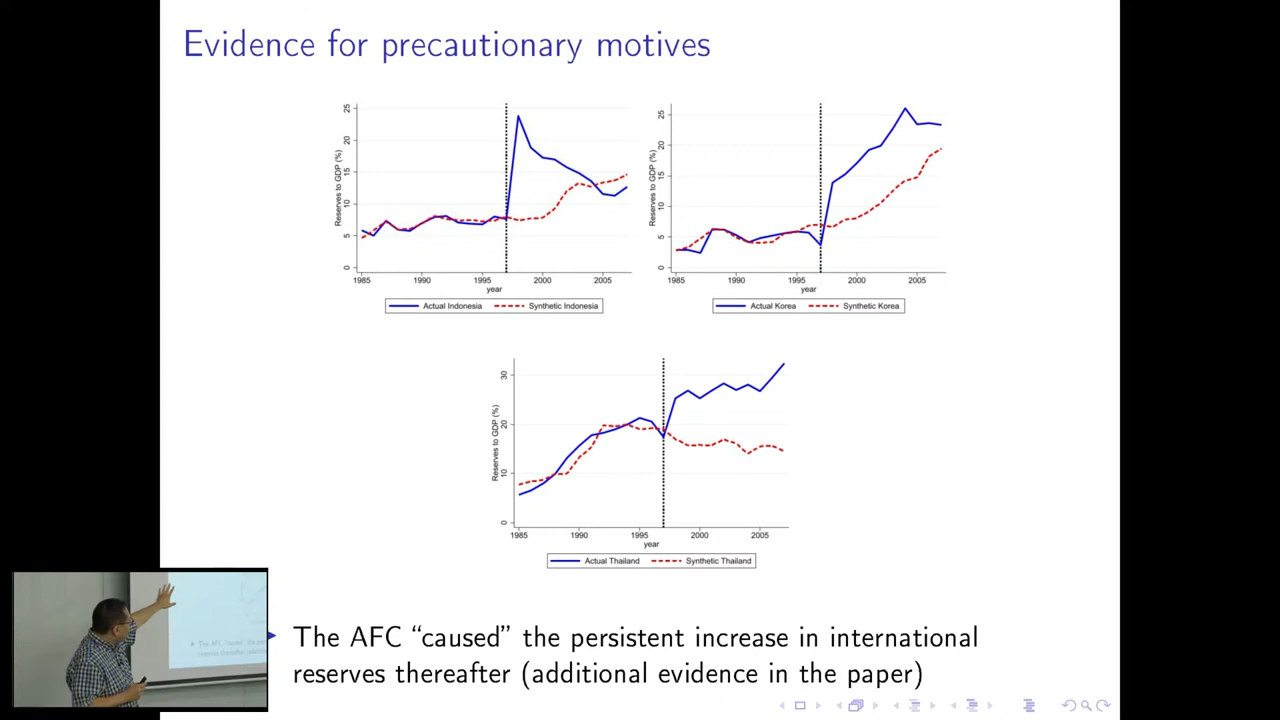 Evidence for precautionary motives
Reserves to GDP (%)
25
20
15
10
5
0
1985 1990 1995 2000 2005
year
Actual Indonesia Synthetic Indonesia
Reserves to GDP (%)
25
20
15
10
5
0
1985 1990 1995 2000 2005
year
Actual Korea Synthetic Korea
Reserves to GDP (%)
30
20
10
0
1985 1990 1995 2000 2005
year
Actual Thailand Synthetic Thailand
The AFC “caused” the persistent increase in international
reserves thereafter (additional evidence in the paper)